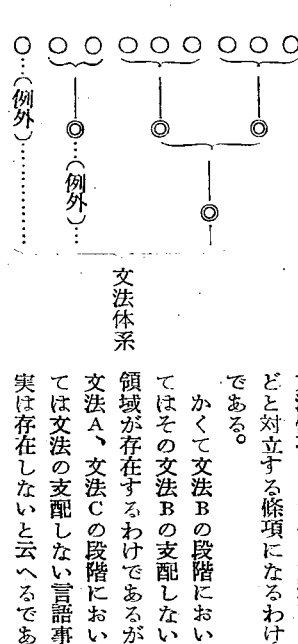 どと対立する條項になるわけ
である。
かくて文法Bの段階におい
てはその文法Bの支配しない
領域が存在するわけであるが
文法A、文法Cの段階におい
ては文法の支配しない言語事
実は存在しないと云へるであ
文法体系
(例外)
(例外)